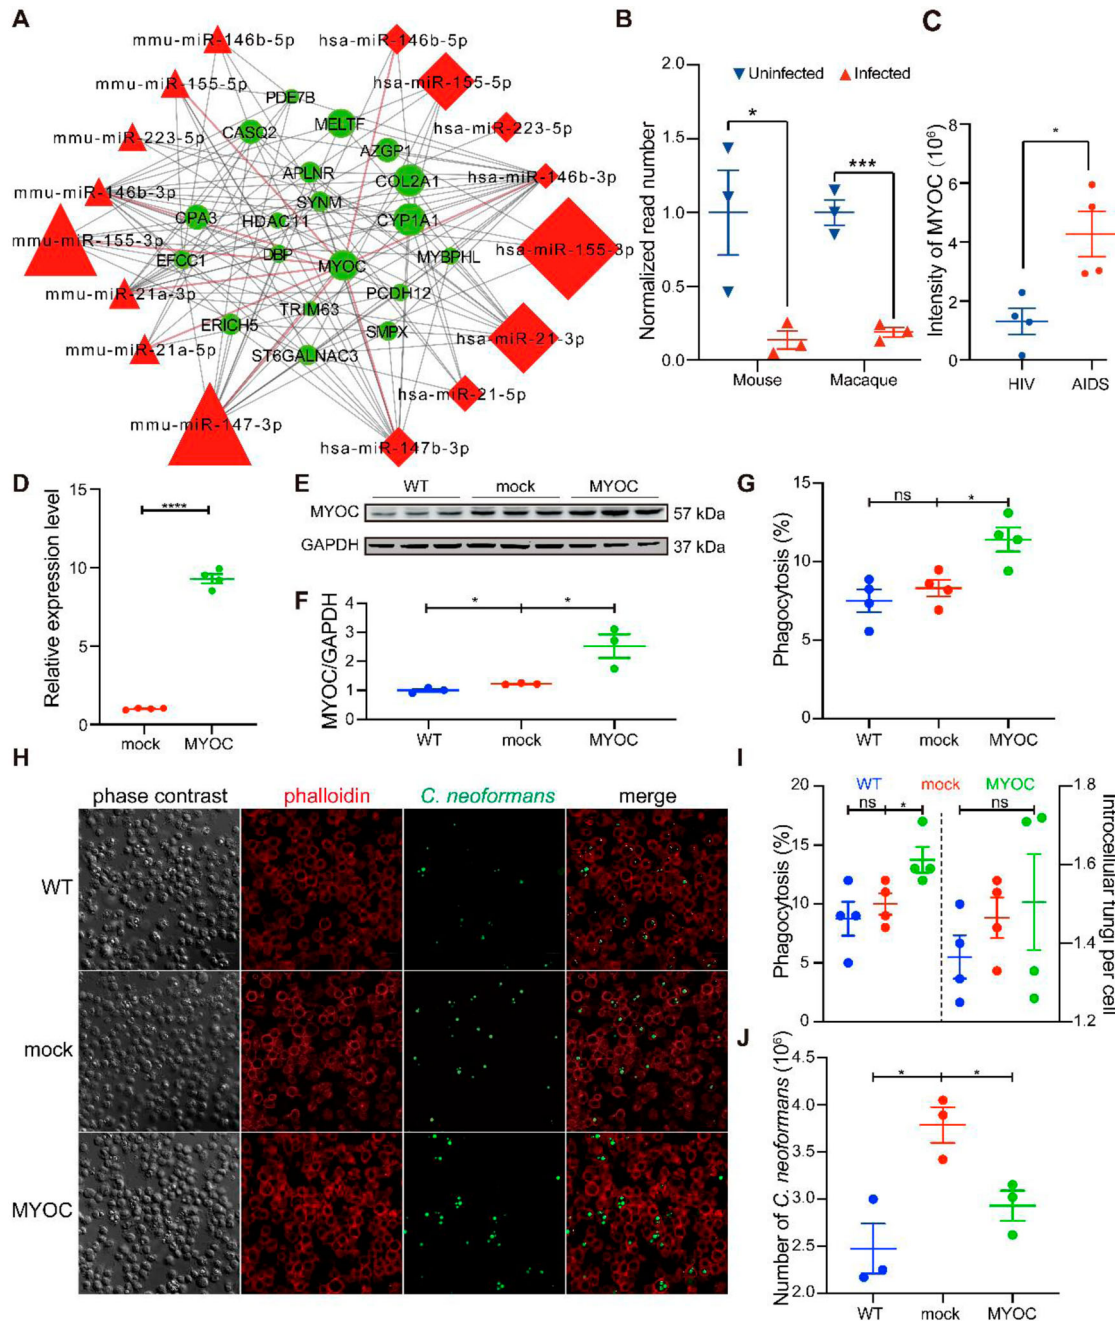 A
mmu-miR-146b-5p
hsa-miR-146b-5p
mmu-miR-155-5p
hsa-miR-155-5p
PDE7B
mmu-miR-223-5p
CASQ2
MELTF
hsa-miR-223-5p
AZGP1
APLNR
mmu-miR-146b-3p
COL2A1
hsa-miR-146b-3p
SYNM
CPA3
HDAC11
CYP1A1
mmu-miR-155-3p
hsa-miR-155-3p
EFCC1
DBP
MYOC
MYBPHL
mmu-miR-21a-3p
PCDH12
TRIM63
ERICH5
SMPX
hsa-miR-21-3p
mmu-miR-21a-5p
ST6GALNAC3
hsa-miR-21-5p
mmu-miR-147-3p
hsa-miR-147b-3p
B
Uninfected
Infected
Normalized read number
2.0
1.5
1.0
0.5
0.0
*
***
Mouse
Macaque
C
Intensity of MYOC (10⁶)
8
6
4
2
0
*
HIV
AIDS
D
Relative expression level
15
10
5
0
****
mock
MYOC
E
WT
mock
MYOC
MYOC
57 kDa
GAPDH
37 kDa
F
MYOC/GAPDH
4
3
2
1
0
*
*
WT
mock
MYOC
G
Phagocytosis (%)
15
10
5
0
ns
*
WT
mock
MYOC
H
phase contrast
phalloidin
C. neoformans
merge
WT
mock
MYOC
I
WT
mock
MYOC
Phagocytosis (%)
20
15
10
5
0
ns
*
ns
1.8
1.6
1.4
1.2
Introcellular fungi per cell
J
Number of C. neoformans (10⁶)
4.5
4.0
3.5
3.0
2.5
2.0
*
*
WT
mock
MYOC